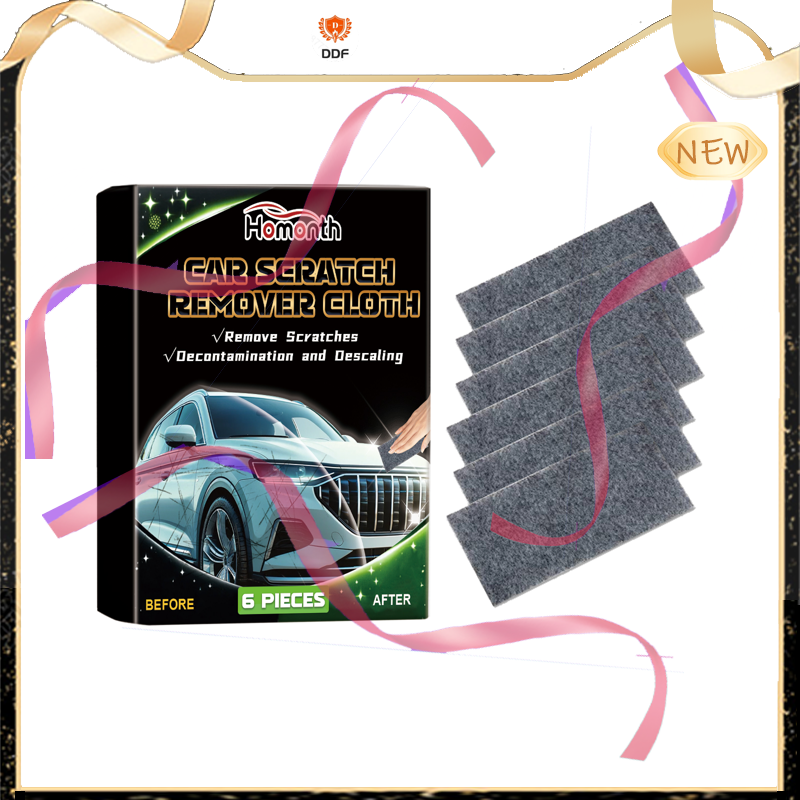 DDF
NEW
Homonth
CAR SCRATCH
REMOVER CLOTH
√Remove Scratches
√Decontamination and Descaling
BEFORE
6 PIECES
AFTER